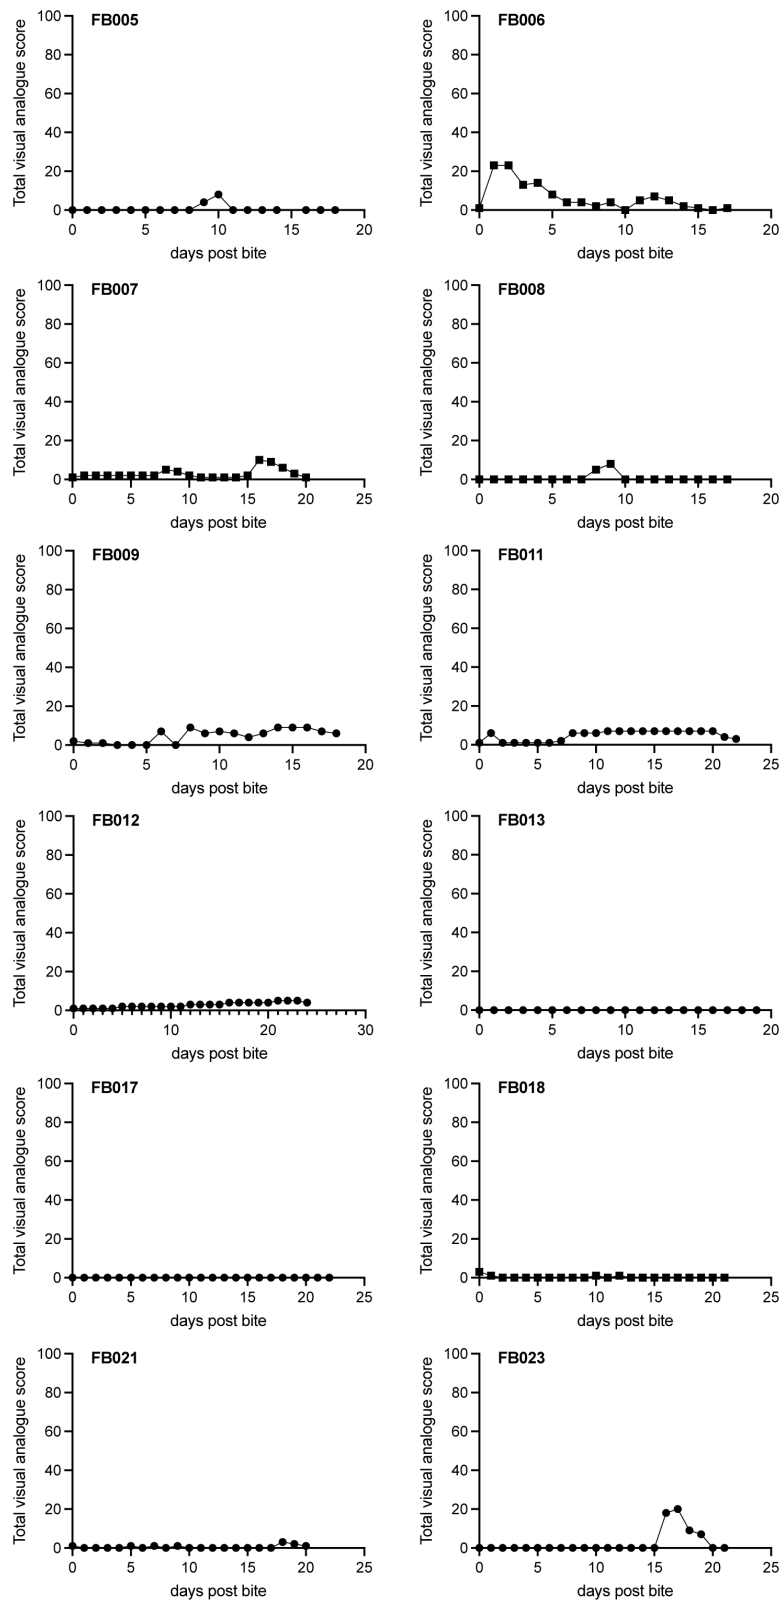 FB005
Total visual analogue score
100
80
60
40
20
0
0 5 10 15 20
days post bite
FB006
Total visual analogue score
100
80
60
40
20
0
0 5 10 15 20
days post bite
FB007
Total visual analogue score
100
80
60
40
20
0
0 5 10 15 20 25
days post bite
FB008
Total visual analogue score
100
80
60
40
20
0
0 5 10 15 20
days post bite
FB009
Total visual analogue score
100
80
60
40
20
0
0 5 10 15 20
days post bite
FB011
Total visual analogue score
100
80
60
40
20
0
0 5 10 15 20 25
days post bite
FB012
Total visual analogue score
100
80
60
40
20
0
0 10 20 30
days post bite
FB013
Total visual analogue score
100
80
60
40
20
0
0 5 10 15 20
days post bite
FB017
Total visual analogue score
100
80
60
40
20
0
0 5 10 15 20 25
days post bite
FB018
Total visual analogue score
100
80
60
40
20
0
0 5 10 15 20 25
days post bite
FB021
Total visual analogue score
100
80
60
40
20
0
0 5 10 15 20 25
days post bite
FB023
Total visual analogue score
100
80
60
40
20
0
0 5 10 15 20 25
days post bite